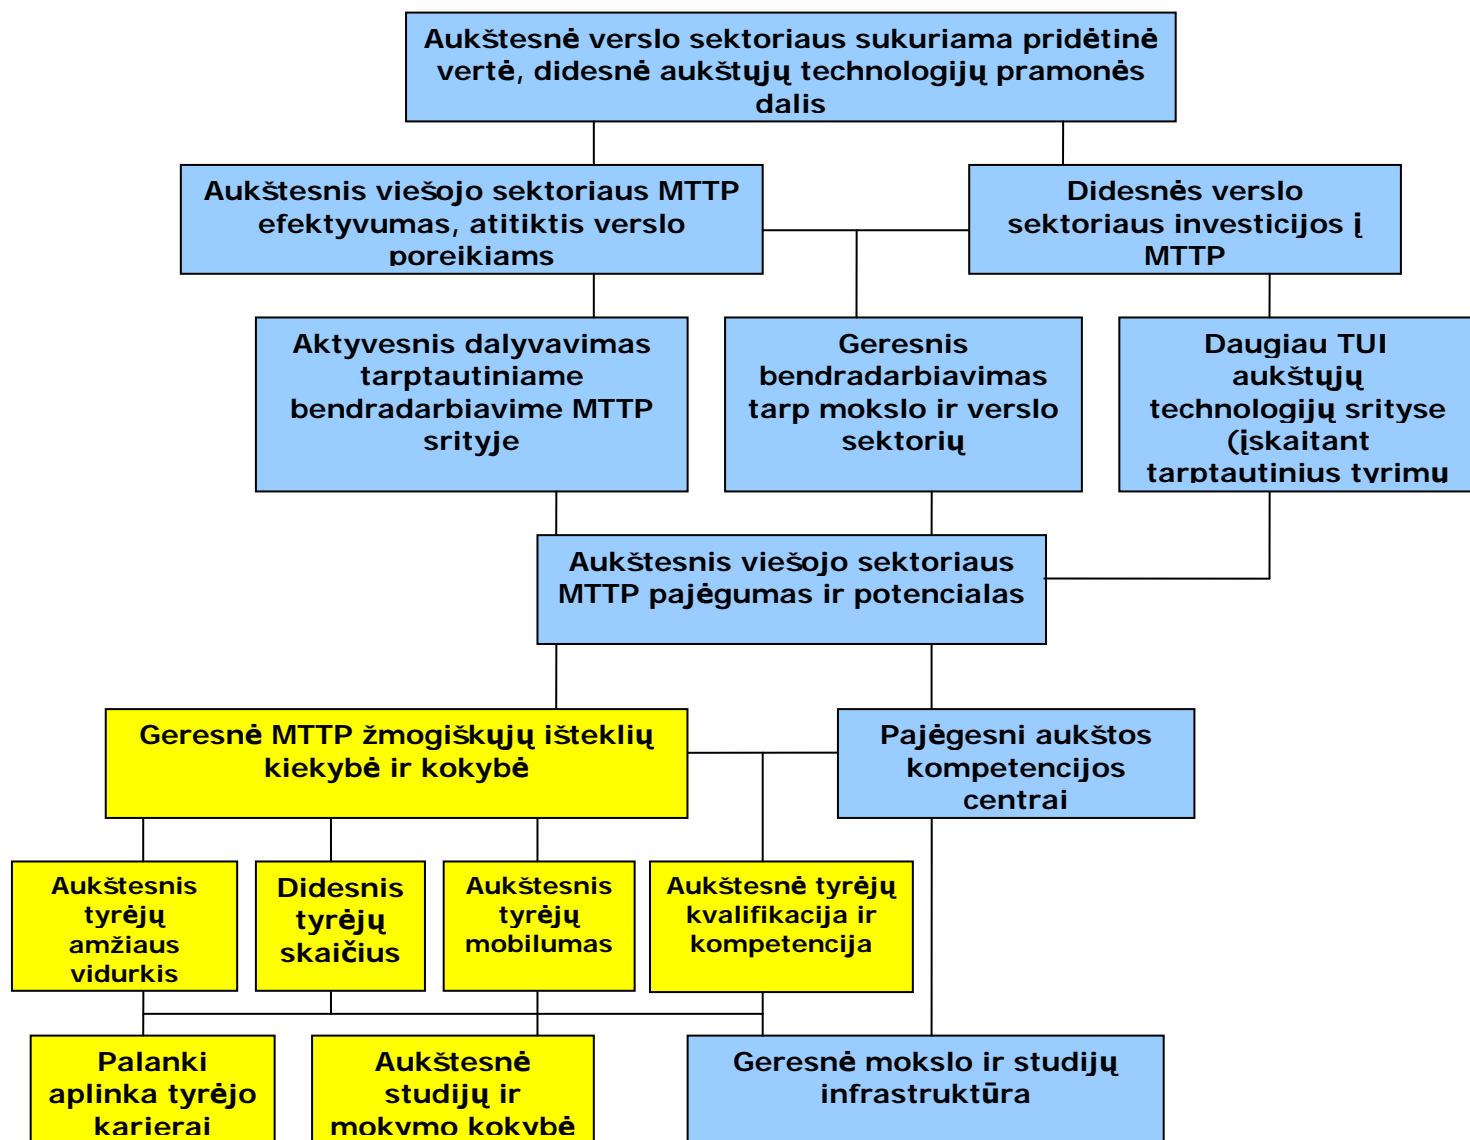 Aukštesnė verslo sektoriaus sukuriama pridėtinė
vertė, didesnė aukštųjų technologijų pramonės
dalis
Aukštesnis viešojo sektoriaus MTTP
efektyvumas, atitiktis verslo
poreikiams
Didesnės verslo
sektoriaus investicijos į
MTTP
Aktyvesnis dalyvavimas
tarptautiniame
bendradarbiavime MTTP
srityje
Geresnis
bendradarbiavimas
tarp mokslo ir verslo
sektorių
Daugiau TUI
aukštųjų
technologijų srityse
(įskaitant
tarptautinius tyrimų
Aukštesnis viešojo sektoriaus
MTTP pajėgumas ir potencialas
Geresnė MTTP žmogiškųjų išteklių
kiekybė ir kokybė
Pajėgesni aukštos
kompetencijos
centrai
Aukštesnis
tyrėjų
amžiaus
vidurkis
Didesnis
tyrėjų
skaičius
Aukštesnis
tyrėjų
mobilumas
Aukštesnė tyrėjų
kvalifikacija ir
kompetencija
Palanki
aplinka tyrėjo
karjerai
Aukštesnė
studijų ir
mokymo kokybė
Geresnė mokslo ir studijų
infrastruktūra